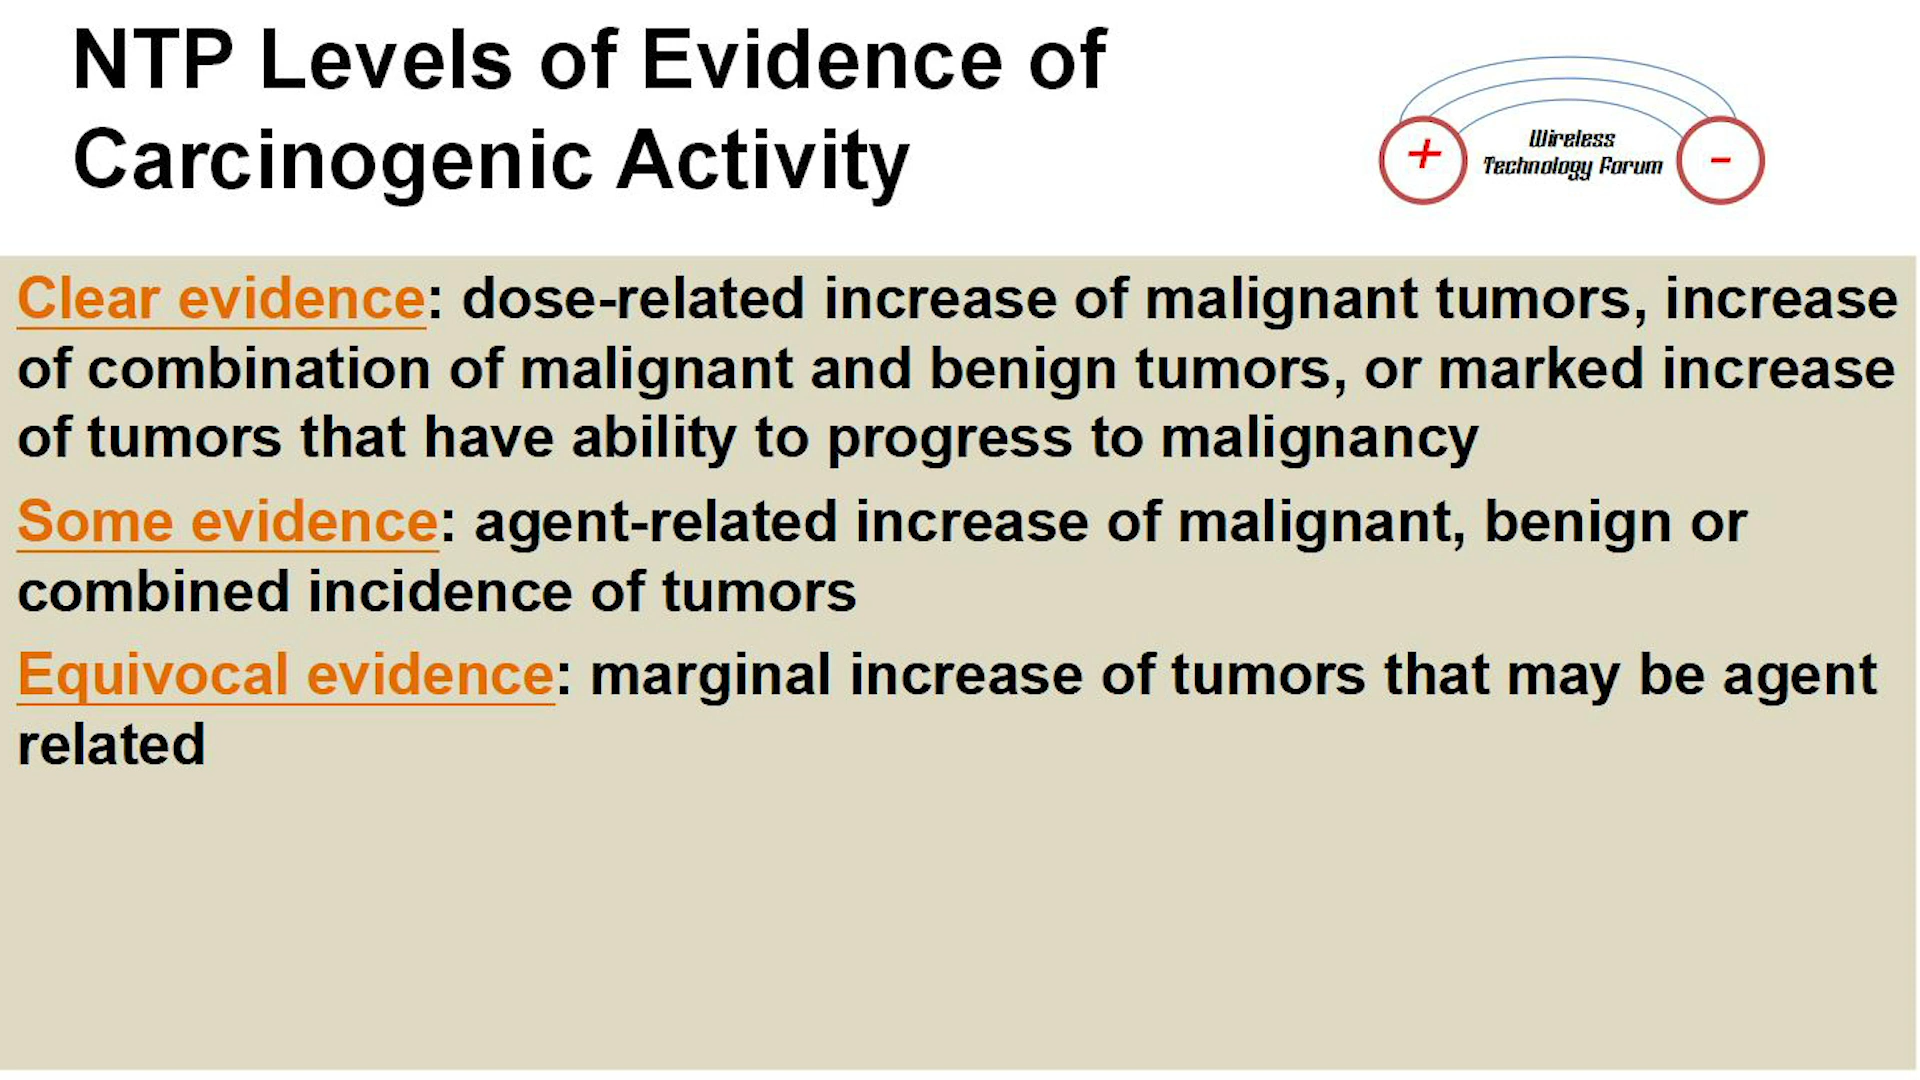 NTP Levels of Evidence of
Carcinogenic Activity
+
Wireless
Technology Forum
-
Clear evidence: dose-related increase of malignant tumors, increase
of combination of malignant and benign tumors, or marked increase
of tumors that have ability to progress to malignancy
Some evidence: agent-related increase of malignant, benign or
combined incidence of tumors
Equivocal evidence: marginal increase of tumors that may be agent
related